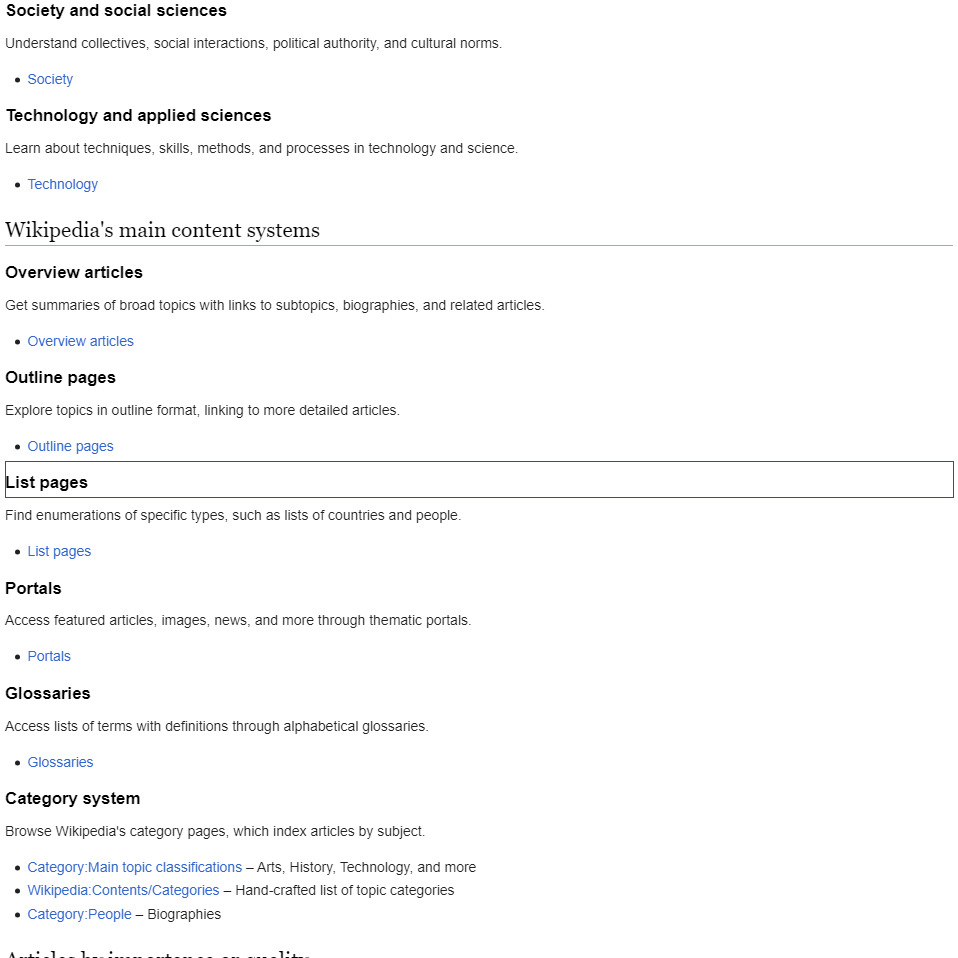 Society and social sciences
Understand collectives, social interactions, political authority, and cultural norms.
Society
Technology and applied sciences
Learn about techniques, skills, methods, and processes in technology and science.
Technology
Wikipedia's main content systems
Overview articles
Get summaries of broad topics with links to subtopics, biographies, and related articles.
Overview articles
Outline pages
Explore topics in outline format, linking to more detailed articles.
Outline pages
List pages
Find enumerations of specific types, such as lists of countries and people.
List pages
Portals
Access featured articles, images, news, and more through thematic portals.
Portals
Glossaries
Access lists of terms with definitions through alphabetical glossaries.
Glossaries
Category system
Browse Wikipedia's category pages, which index articles by subject.
Category:Main topic classifications – Arts, History, Technology, and more
Wikipedia:Contents/Categories – Hand-crafted list of topic categories
Category:People – Biographies
Articles by importance or quality